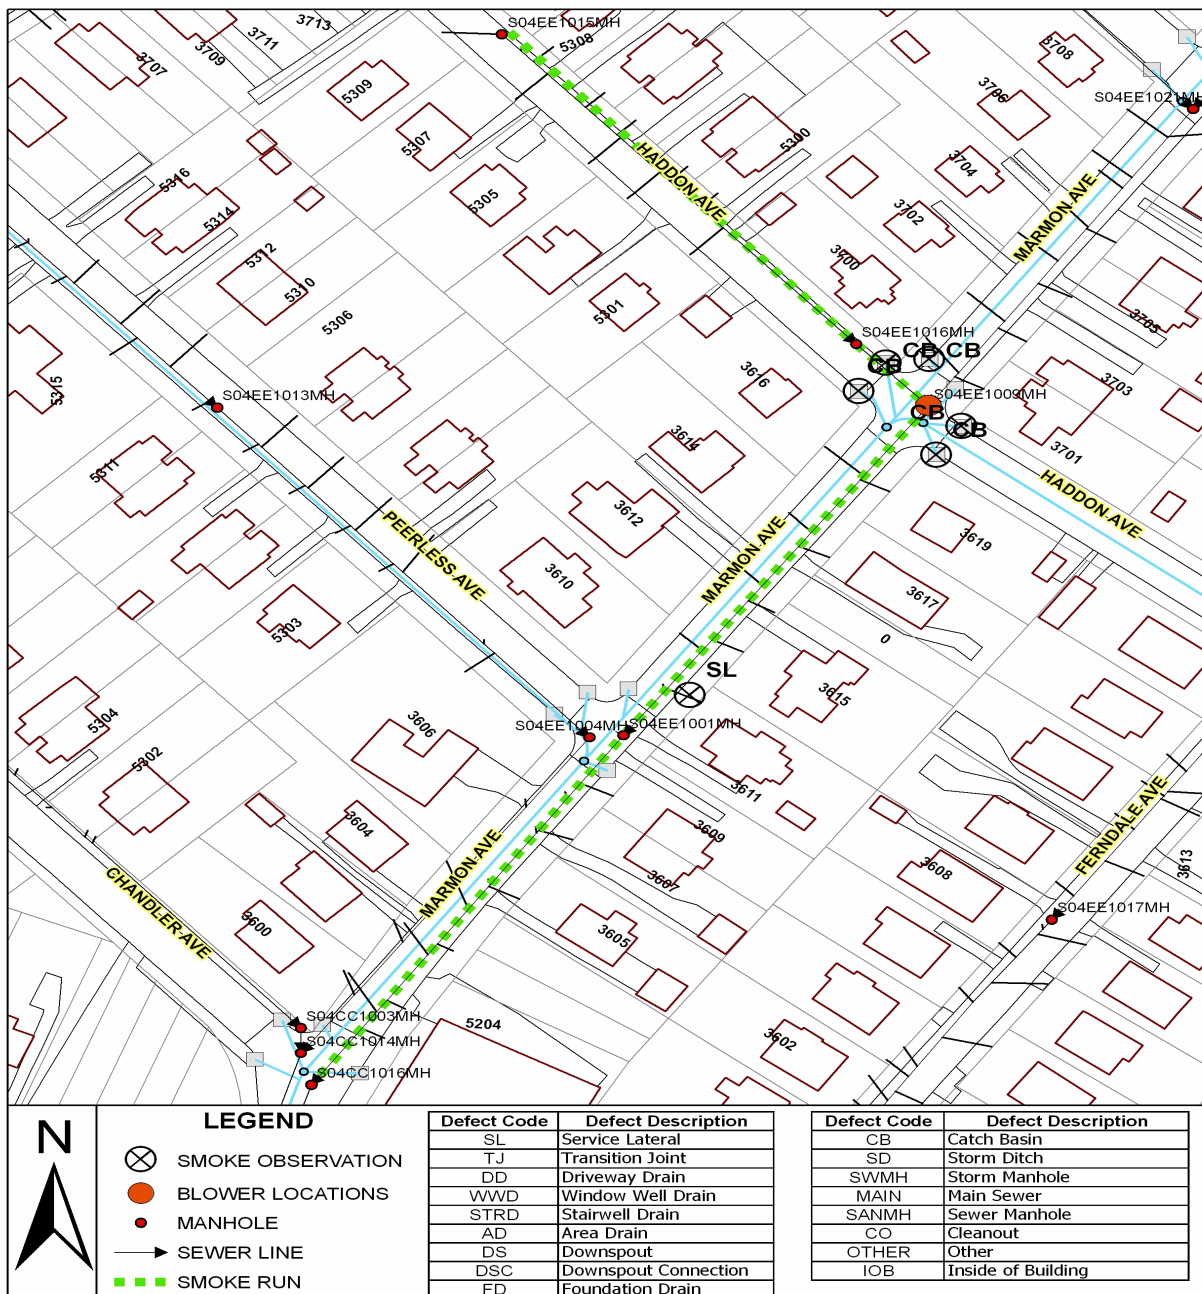 S04EE1015MH
3713
3711
3709
3707
5308
3708
3706
S04EE1021MH
5309
5307
5300
HADDON AVE
3704
5316
5314
5305
3702
MARMON AVE
5312
5310
3700
5306
5301
3705
S04EE1016MH
CB
CB
CB
3616
3703
5315
S04EE1013MH
S04EE1009MH
CB
CB
3614
3701
5311
HADDON AVE
3612
PEERLESS AVE
MARMON AVE
3619
3610
3617
5303
0
SL
3615
5304
3606
S04EE1004MH
S04EE1001MH
5302
3611
3604
3609
FERNDALE AVE
MARMON AVE
3607
3608
3613
CHANDLER AVE
3600
3605
S04EE1017MH
S04CC1003MH
5204
S04CC1014MH
3602
S04CC1016MH
N
LEGEND
SMOKE OBSERVATION
BLOWER LOCATIONS
MANHOLE
SEWER LINE
SMOKE RUN
Defect Code Defect Description
SL Service Lateral
TJ Transition Joint
DD Driveway Drain
WWD Window Well Drain
STRD Stairwell Drain
AD Area Drain
DS Downspout
DSC Downspout Connection
FD Foundation Drain
Defect Code Defect Description
CB Catch Basin
SD Storm Ditch
SWMH Storm Manhole
MAIN Main Sewer
SANMH Sewer Manhole
CO Cleanout
OTHER Other
IOB Inside of Building